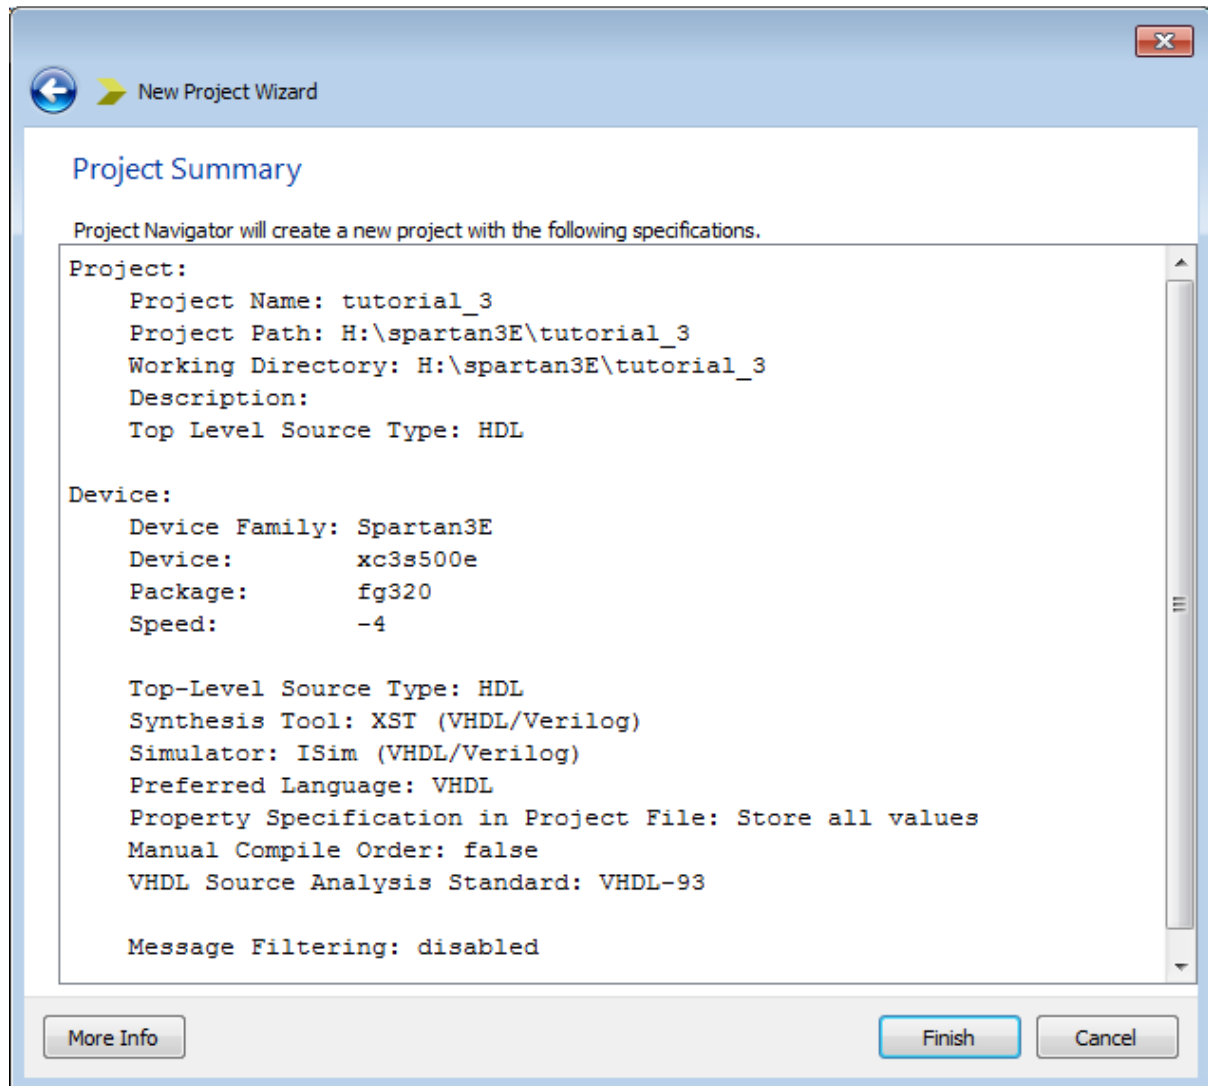 New Project Wizard
Project Summary
Project Navigator will create a new project with the following specifications.
Project:
    Project Name: tutorial_3
    Project Path: H:\spartan3E\tutorial_3
    Working Directory: H:\spartan3E\tutorial_3
    Description:
    Top Level Source Type: HDL
Device:
    Device Family: Spartan3E
    Device:        xc3s500e
    Package:       fg320
    Speed:         -4
    Top-Level Source Type: HDL
    Synthesis Tool: XST (VHDL/Verilog)
    Simulator: ISim (VHDL/Verilog)
    Preferred Language: VHDL
    Property Specification in Project File: Store all values
    Manual Compile Order: false
    VHDL Source Analysis Standard: VHDL-93
    Message Filtering: disabled
More Info Finish Cancel